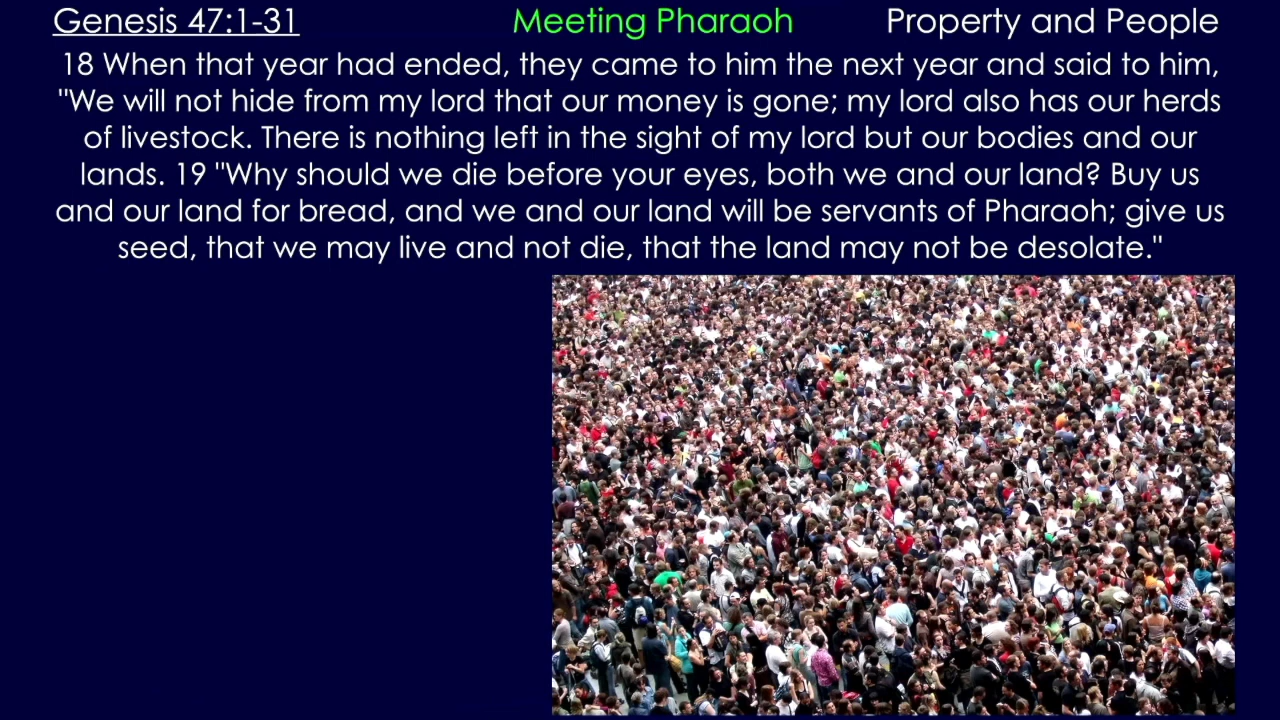 Genesis 47:1-31 Meeting Pharaoh Property and People
18 When that year had ended, they came to him the next year and said to him,
"We will not hide from my lord that our money is gone; my lord also has our herds
of livestock. There is nothing left in the sight of my lord but our bodies and our
lands. 19 "Why should we die before your eyes, both we and our land? Buy us
and our land for bread, and we and our land will be servants of Pharaoh; give us
seed, that we may live and not die, that the land may not be desolate."